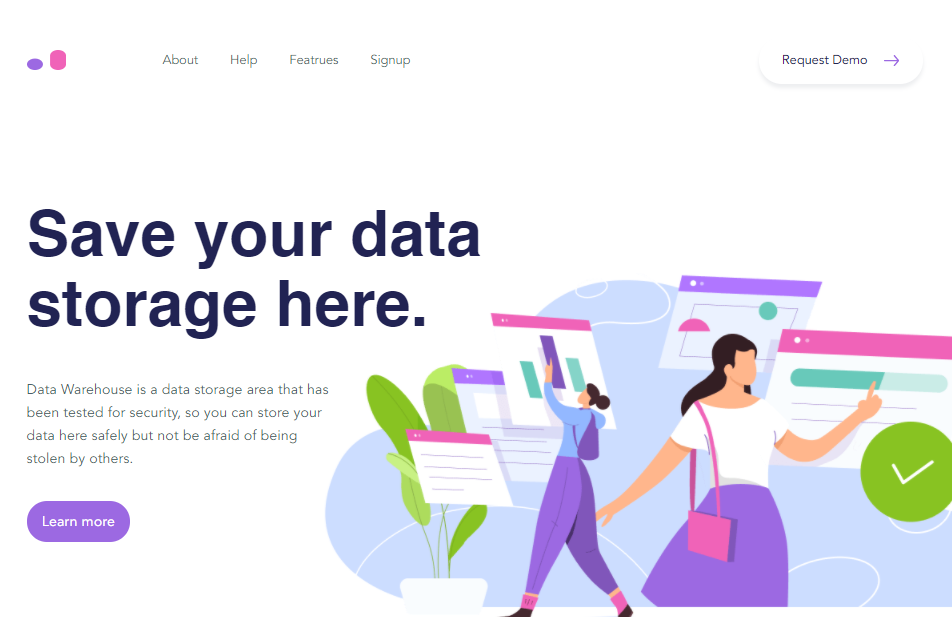 About Help Featrues Signup Request Demo
Save your data
storage here.
Data Warehouse is a data storage area that has
been tested for security, so you can store your
data here safely but not be afraid of being
stolen by others.
Learn more